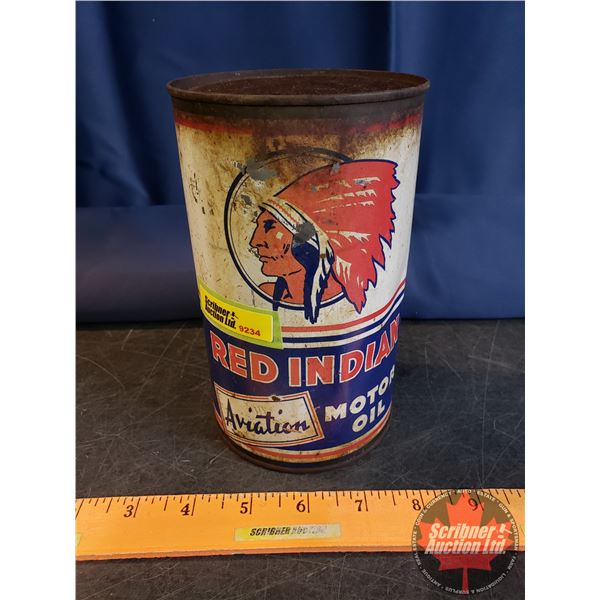 Scribner
Auction Ltd.
9234
RED INDIAN
Aviation
MOTOR
OIL
3 4 5 6 7 8 9
SCRIBNER AUCTION
Scribner
Auction Ltd.